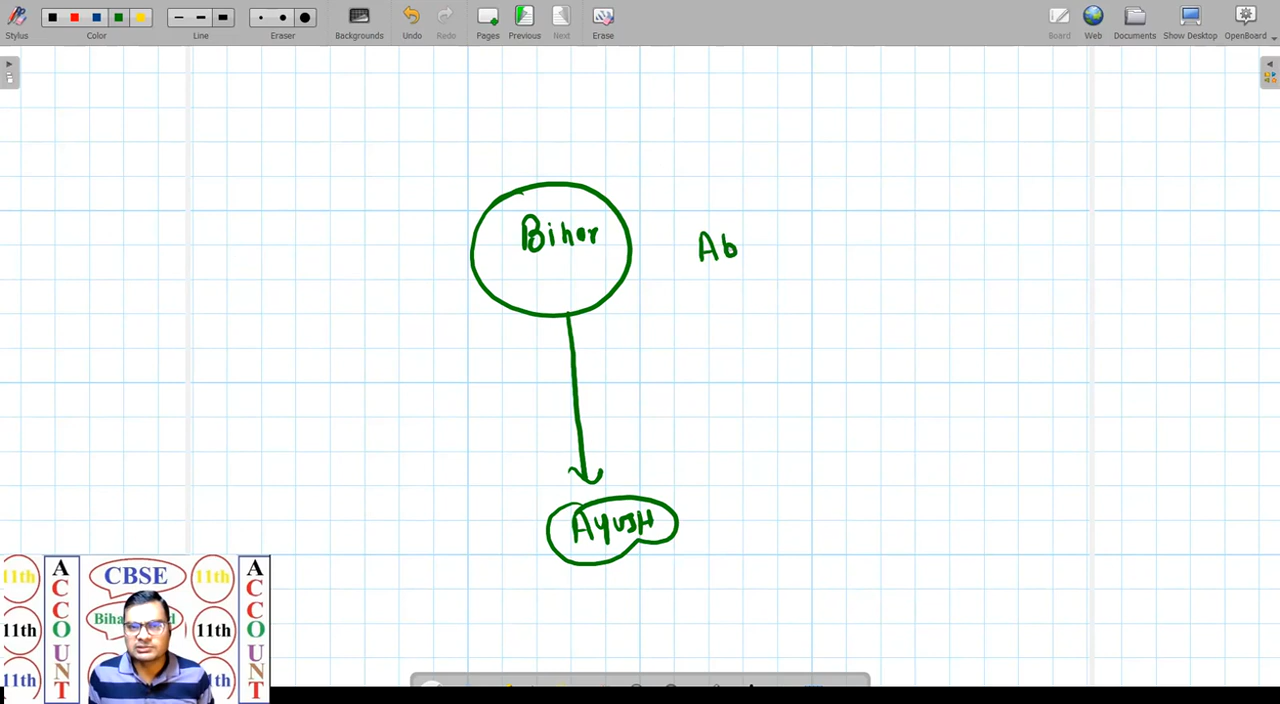 Stylus Color Line Eraser Backgrounds Undo Redo Pages Previous Next Erase Board Web Documents Show Desktop OpenBoard
Bihar
Ab
AYUSH
11th CBSE 11th
ACCOUNT
ACCOUNT
11th 11th
11th